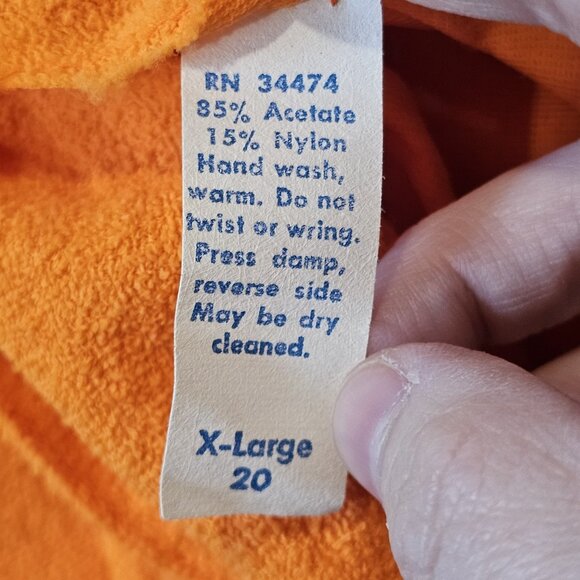 RN 34474
85% Acetate
15% Nylon
Hand wash,
warm. Do not
twist or wring.
Press damp,
reverse side
May be dry
cleaned.
X-Large
20